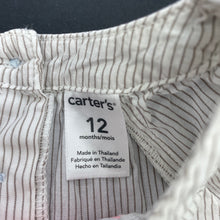 carter's®
12
months/mois
Made in Thailand
Fabriqué en Thaïlande
Hecho en Tailandia